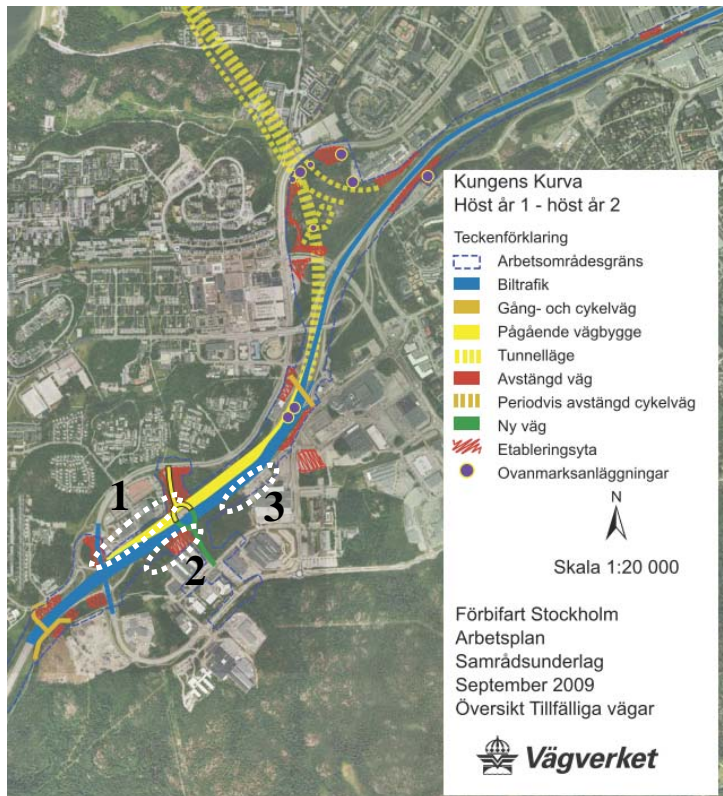 Kungens Kurva
Höst år 1 - höst år 2
Teckenförklaring
Arbetsområdesgräns
Biltrafik
Gång- och cykelväg
Pågående vägbygge
Tunnelläge
Avstängd väg
Periodvis avstängd cykelväg
Ny väg
Etableringsyta
Ovanmarksanläggningar
N
Skala 1:20 000
Förbifart Stockholm
Arbetsplan
Samrådsunderlag
September 2009
Översikt Tillfälliga vägar
Vägverket
1
3
2